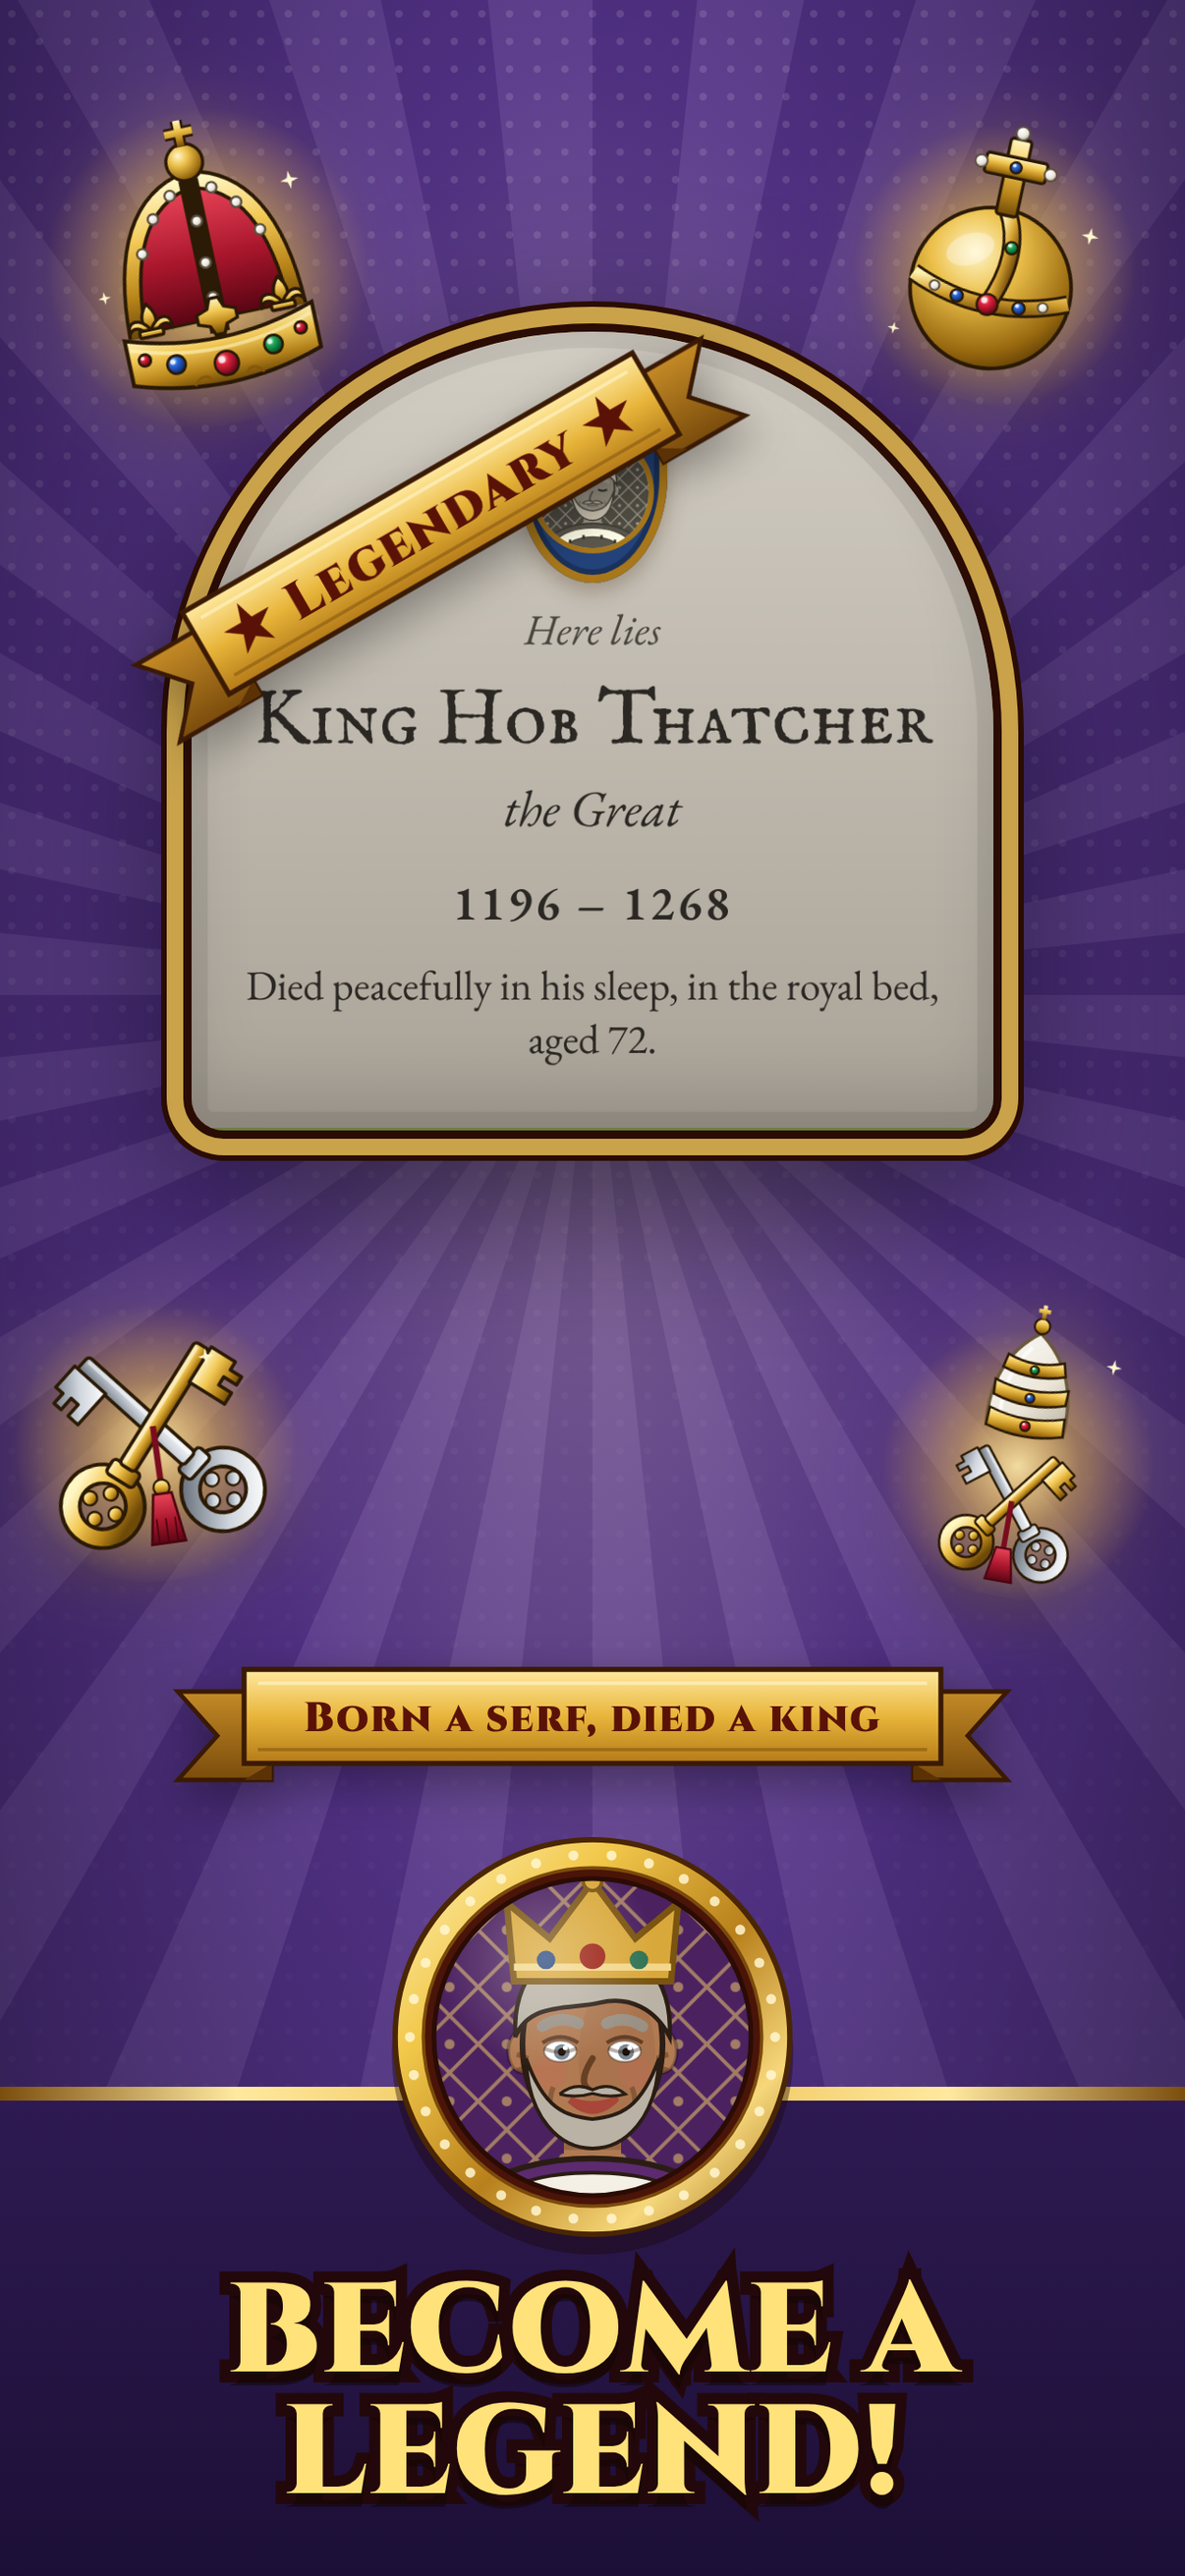 ★ LEGENDARY ★
Here lies
King Hob Thatcher
the Great
1196 – 1268
Died peacefully in his sleep, in the royal bed,
aged 72.
Born a serf, died a king
BECOME A
LEGEND!